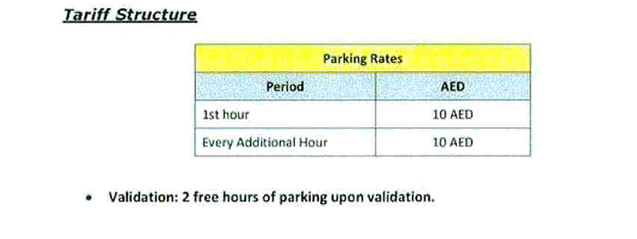 Tariff Structure
Parking Rates
Period AED
1st hour 10 AED
Every Additional Hour 10 AED
• Validation: 2 free hours of parking upon validation.